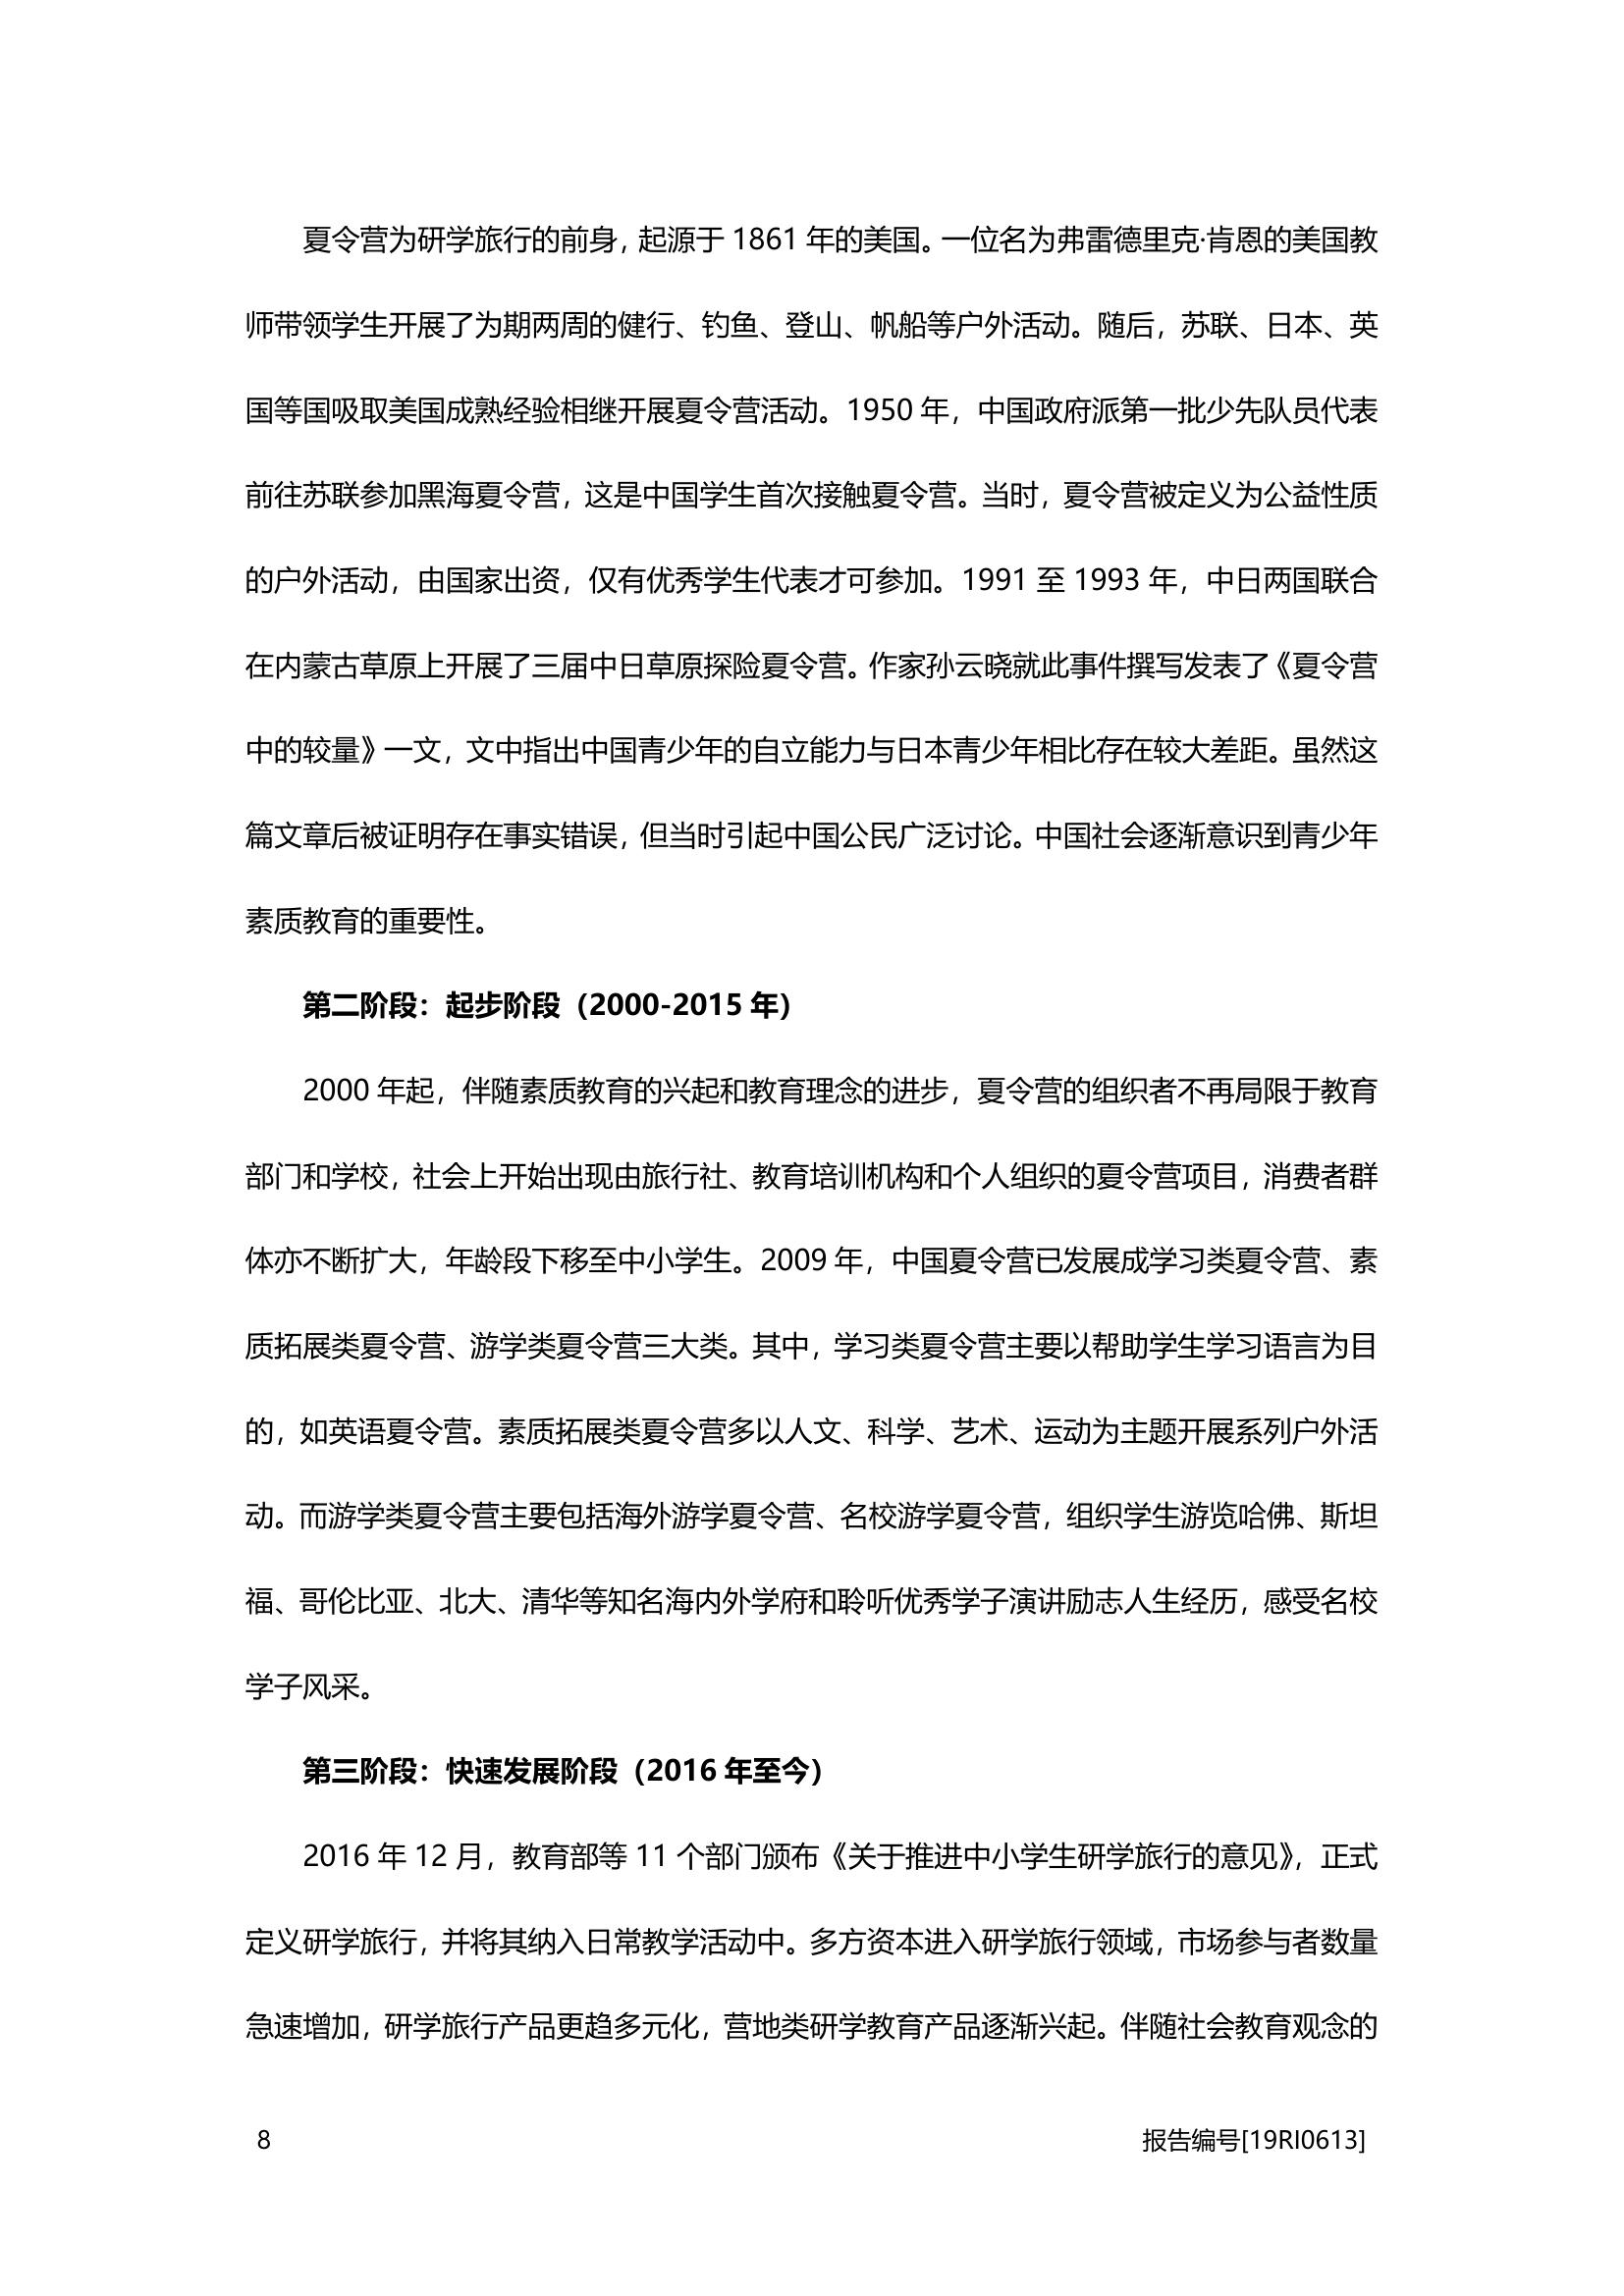 夏令营为研学旅行的前身，起源于 1861 年的美国。一位名为弗雷德里克·肯恩的美国教
师带领学生开展了为期两周的健行、钓鱼、登山、帆船等户外活动。随后，苏联、日本、英
国等国吸取美国成熟经验相继开展夏令营活动。1950 年，中国政府派第一批少先队员代表
前往苏联参加黑海夏令营，这是中国学生首次接触夏令营。当时，夏令营被定义为公益性质
的户外活动，由国家出资，仅有优秀学生代表才可参加。1991 至 1993 年，中日两国联合
在内蒙古草原上开展了三届中日草原探险夏令营。作家孙云晓就此事件撰写发表了《夏令营
中的较量》一文，文中指出中国青少年的自立能力与日本青少年相比存在较大差距。虽然这
篇文章后被证明存在事实错误，但当时引起中国公民广泛讨论。中国社会逐渐意识到青少年
素质教育的重要性。
第二阶段：起步阶段（2000-2015 年）
2000 年起，伴随素质教育的兴起和教育理念的进步，夏令营的组织者不再局限于教育
部门和学校，社会上开始出现由旅行社、教育培训机构和个人组织的夏令营项目，消费者群
体亦不断扩大，年龄段下移至中小学生。2009 年，中国夏令营已发展成学习类夏令营、素
质拓展类夏令营、游学类夏令营三大类。其中，学习类夏令营主要以帮助学生学习语言为目
的，如英语夏令营。素质拓展类夏令营多以人文、科学、艺术、运动为主题开展系列户外活
动。而游学类夏令营主要包括海外游学夏令营、名校游学夏令营，组织学生游览哈佛、斯坦
福、哥伦比亚、北大、清华等知名海内外学府和聆听优秀学子演讲励志人生经历，感受名校
学子风采。
第三阶段：快速发展阶段（2016 年至今）
2016 年 12 月，教育部等 11 个部门颁布《关于推进中小学生研学旅行的意见》，正式
定义研学旅行，并将其纳入日常教学活动中。多方资本进入研学旅行领域，市场参与者数量
急速增加，研学旅行产品更趋多元化，营地类研学教育产品逐渐兴起。伴随社会教育观念的
8 报告编号[19RI0613]